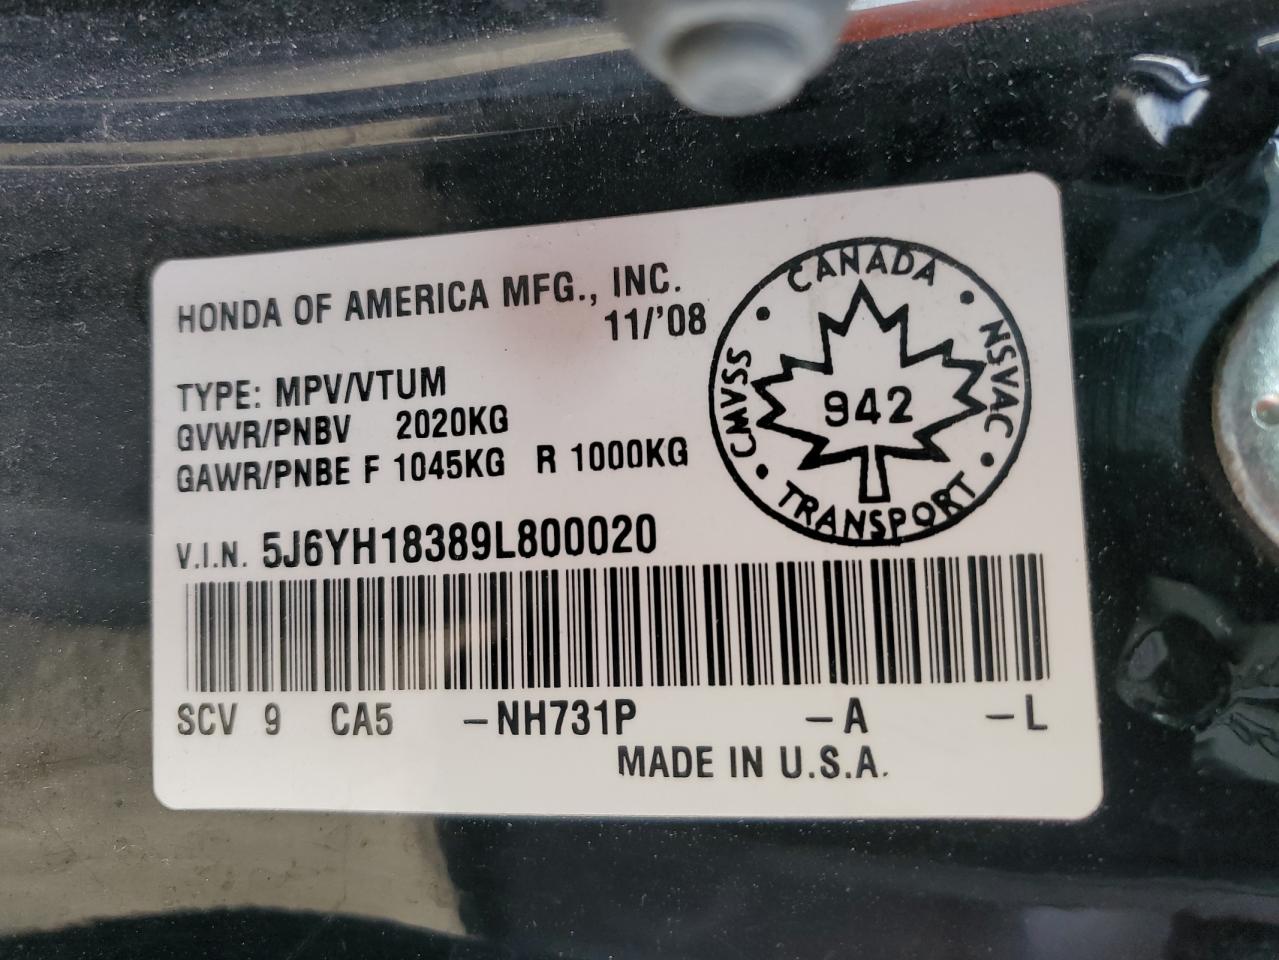 HONDA OF AMERICA MFG., INC.
11/'08
TYPE: MPV/VTUM
GVWR/PNBV 2020KG
GAWR/PNBE F 1045KG R 1000KG
V.I.N. 5J6YH18389L800020
SCV 9 CA5 -NH731P -A -L
MADE IN U.S.A.
CANADA
CMVSS
NSVAC
942
TRANSPORT